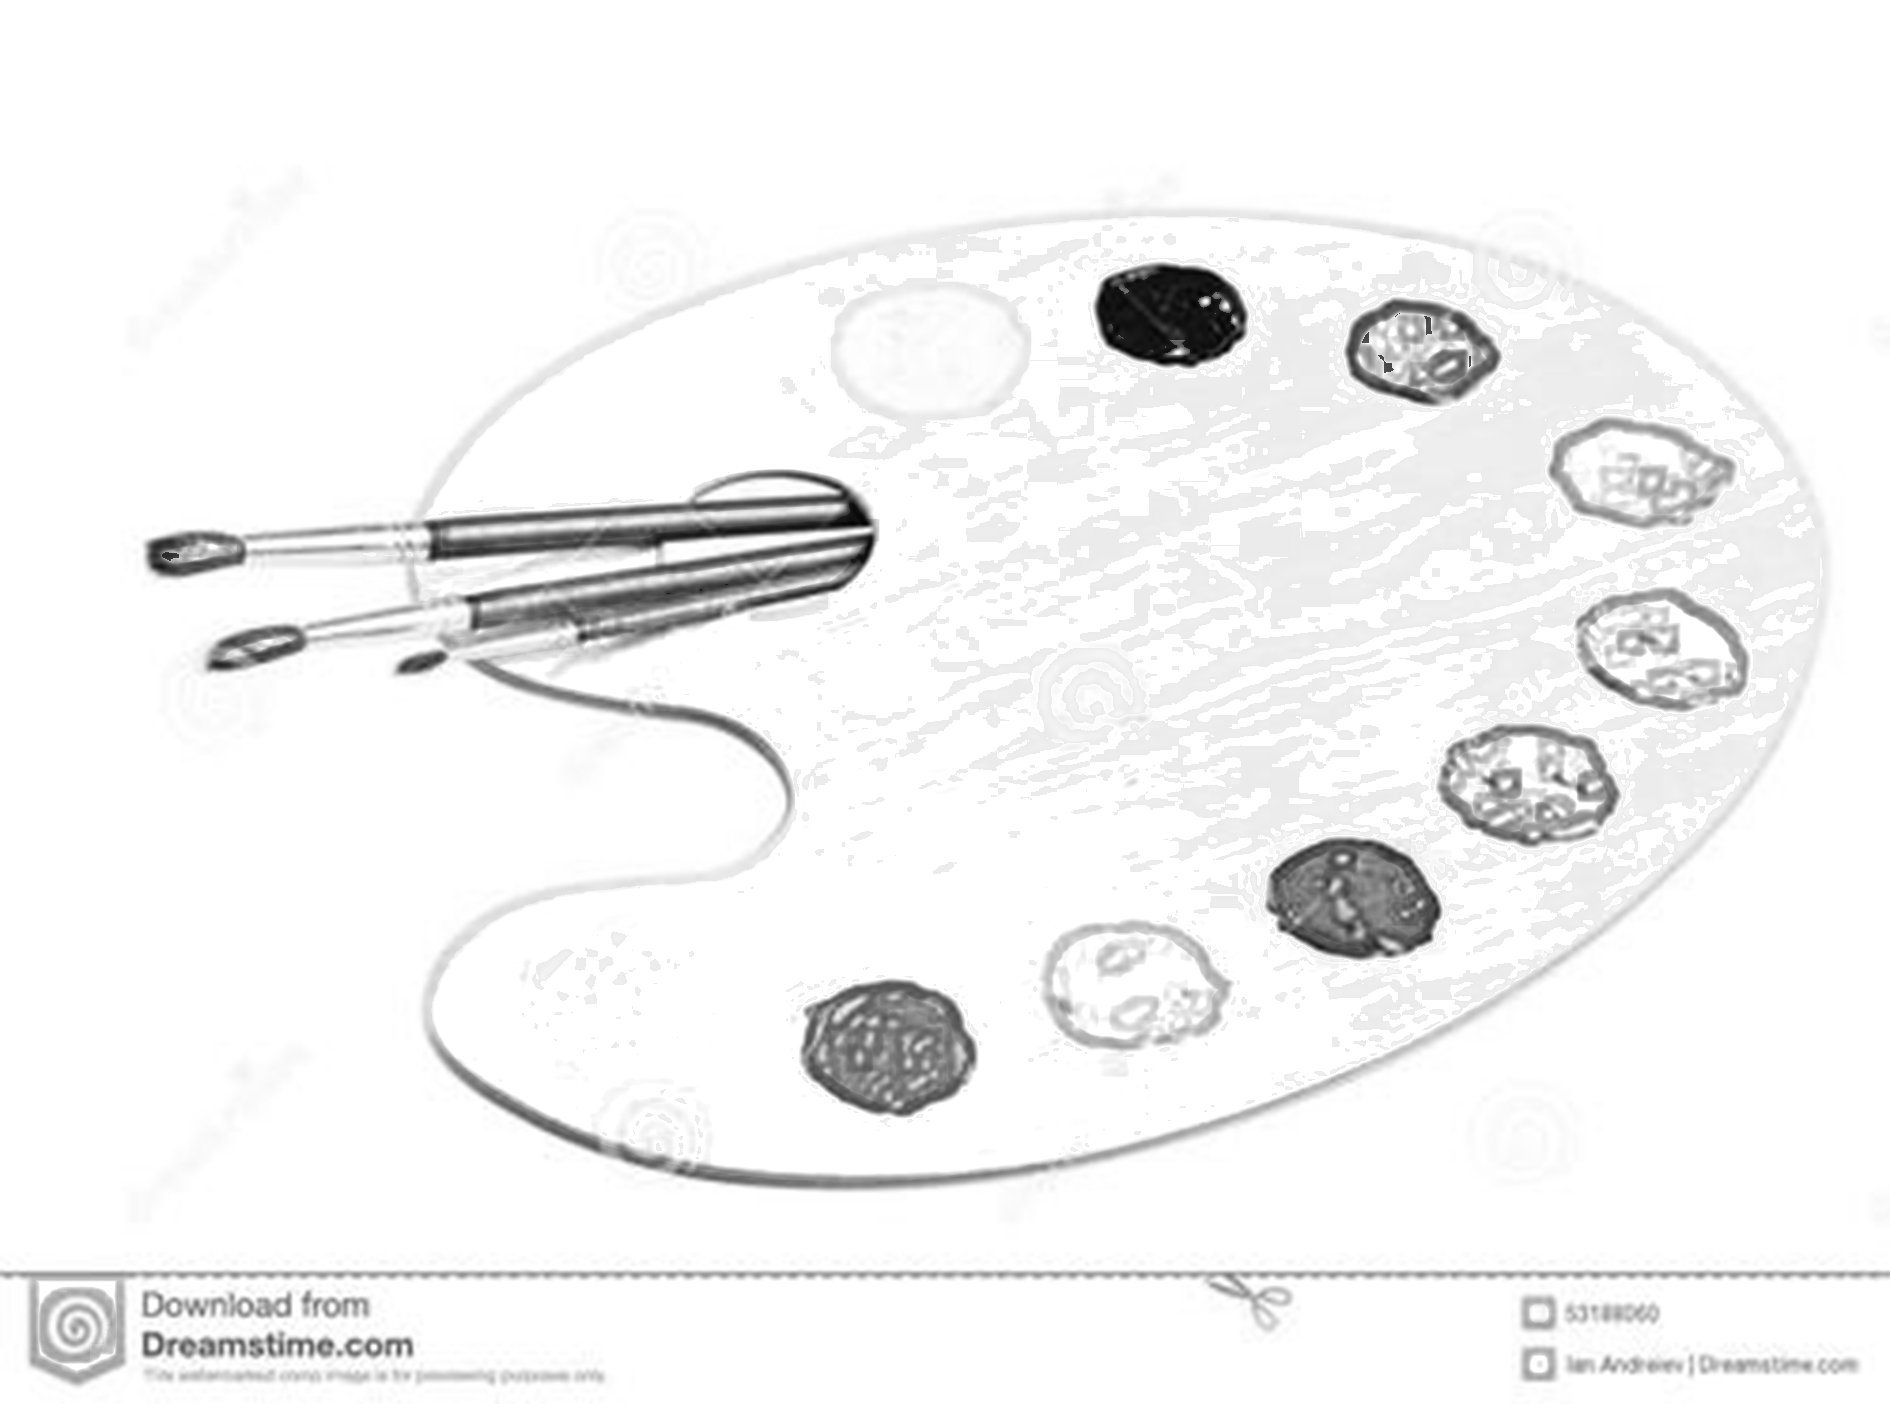 Download from
Dreamstime.com
This watermarked comp image is for previewing purposes only.
53188060
Ian Andreiev | Dreamstime.com